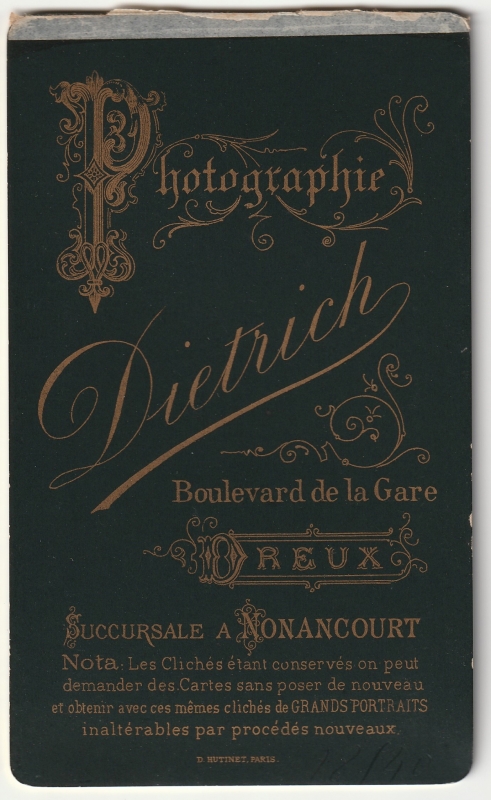 Photographie
Dietrich
Boulevard de la Gare
DREUX
SUCCURSALE A NONANCOURT
Nota: Les Clichés étant conservés on peut
demander des Cartes sans poser de nouveau
et obtenir avec ces mêmes clichés de GRANDS PORTRAITS
inaltérables par procédés nouveaux.
D. HUTINET, PARIS.